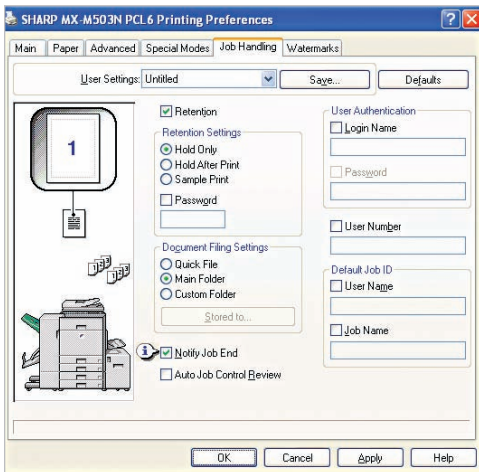 SHARP MX-M503N PCL6 Printing Preferences
Main Paper Advanced Special Modes Job Handling Watermarks
User Settings: Untitled Save... Defaults
1
Retention
Retention Settings
Hold Only
Hold After Print
Sample Print
Password
Document Filing Settings
Quick File
Main Folder
Custom Folder
Stored to...
Notify Job End
Auto Job Control Review
User Authentication
Login Name
Password
User Number
Default Job ID
User Name
Job Name
OK Cancel Apply Help